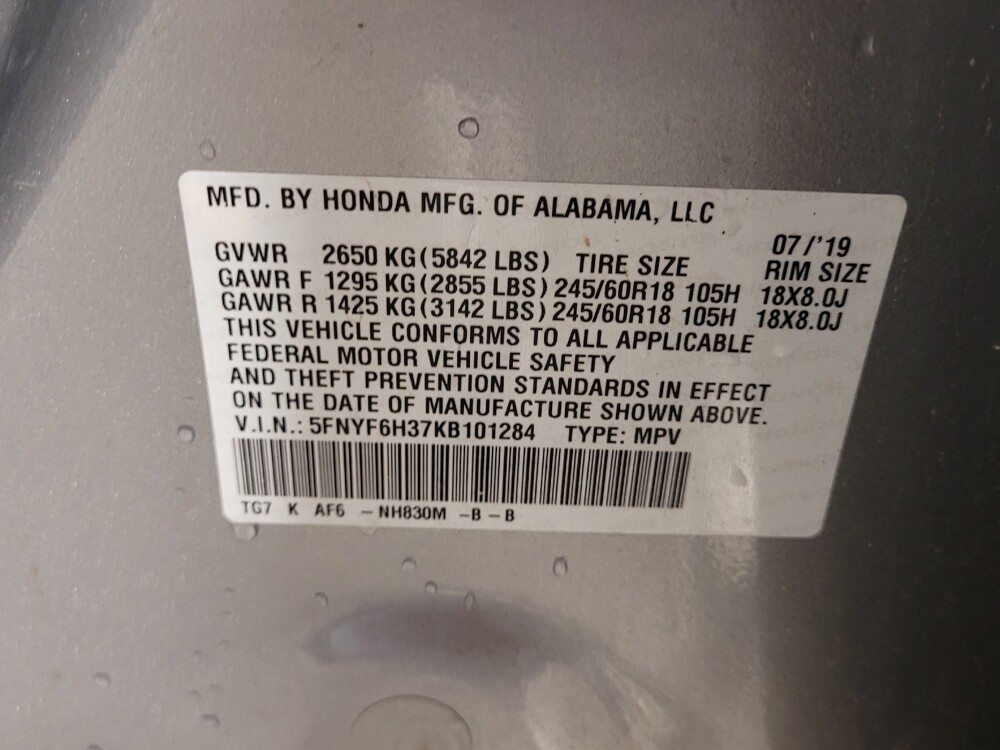 MFD. BY HONDA MFG. OF ALABAMA, LLC
07/'19
GVWR 2650 KG (5842 LBS) TIRE SIZE RIM SIZE
GAWR F 1295 KG (2855 LBS) 245/60R18 105H 18X8.0J
GAWR R 1425 KG (3142 LBS) 245/60R18 105H 18X8.0J
THIS VEHICLE CONFORMS TO ALL APPLICABLE
FEDERAL MOTOR VEHICLE SAFETY
AND THEFT PREVENTION STANDARDS IN EFFECT
ON THE DATE OF MANUFACTURE SHOWN ABOVE.
V.I.N.: 5FNYF6H37KB101284 TYPE: MPV
TG7 K AF6 - NH830M - B - B